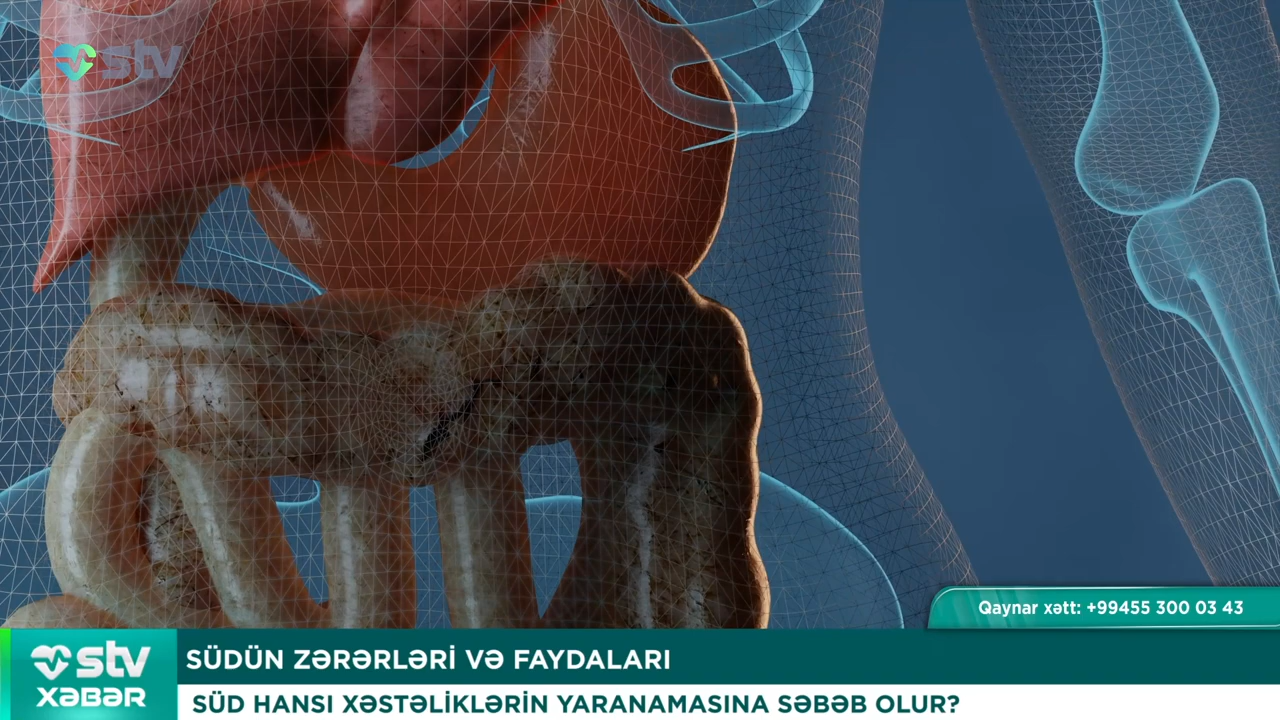 stv
Qaynar xətt: +99455 300 03 43
stv
XƏBƏR
SÜDÜN ZƏRƏRLƏRİ VƏ FAYDALARI
SÜD HANSI XƏSTƏLİKLƏRİN YARANAMASINA SƏBƏB OLUR?